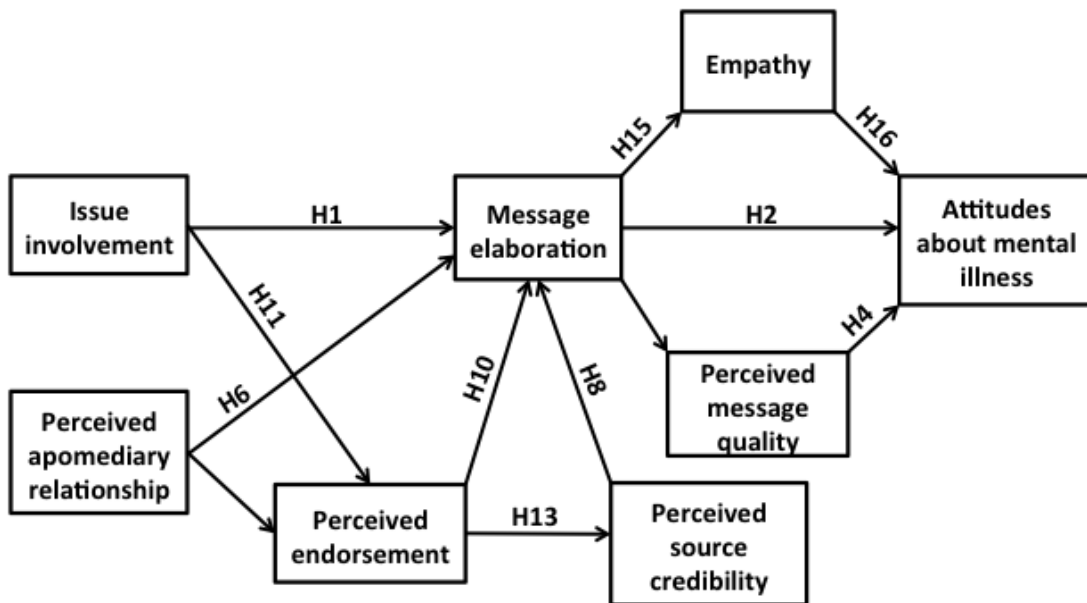 Empathy
H15
H16
Issue
involvement
H1
Message
elaboration
H2
Attitudes
about mental
illness
H11
H6
H10
H8
H4
Perceived
message
quality
Perceived
apomediary
relationship
Perceived
endorsement
H13
Perceived
source
credibility